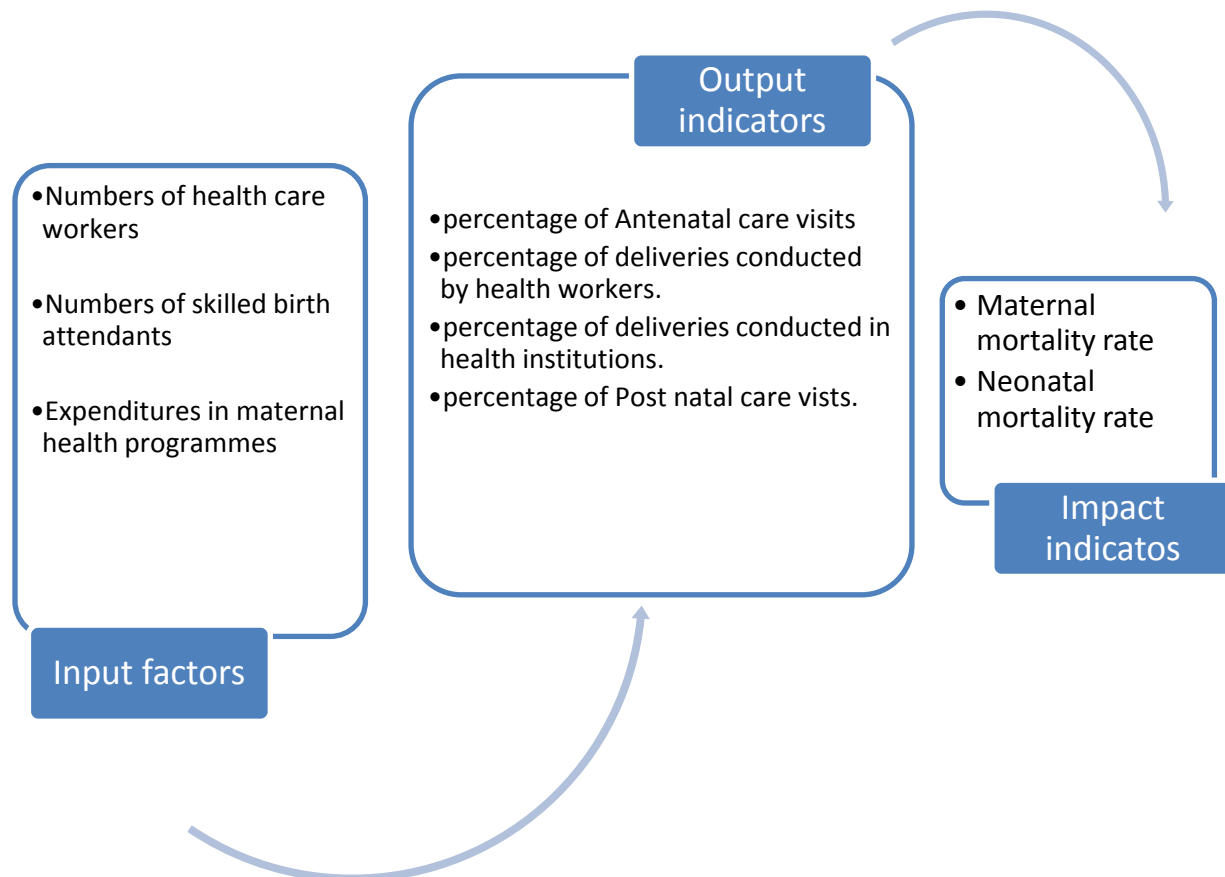 •Numbers of health care
workers
•Numbers of skilled birth
attendants
•Expenditures in maternal
health programmes
Input factors
Output
indicators
•percentage of Antenatal care visits
•percentage of deliveries conducted
by health workers.
•percentage of deliveries conducted in
health institutions.
•percentage of Post natal care vists.
• Maternal
mortality rate
• Neonatal
mortality rate
Impact
indicatos